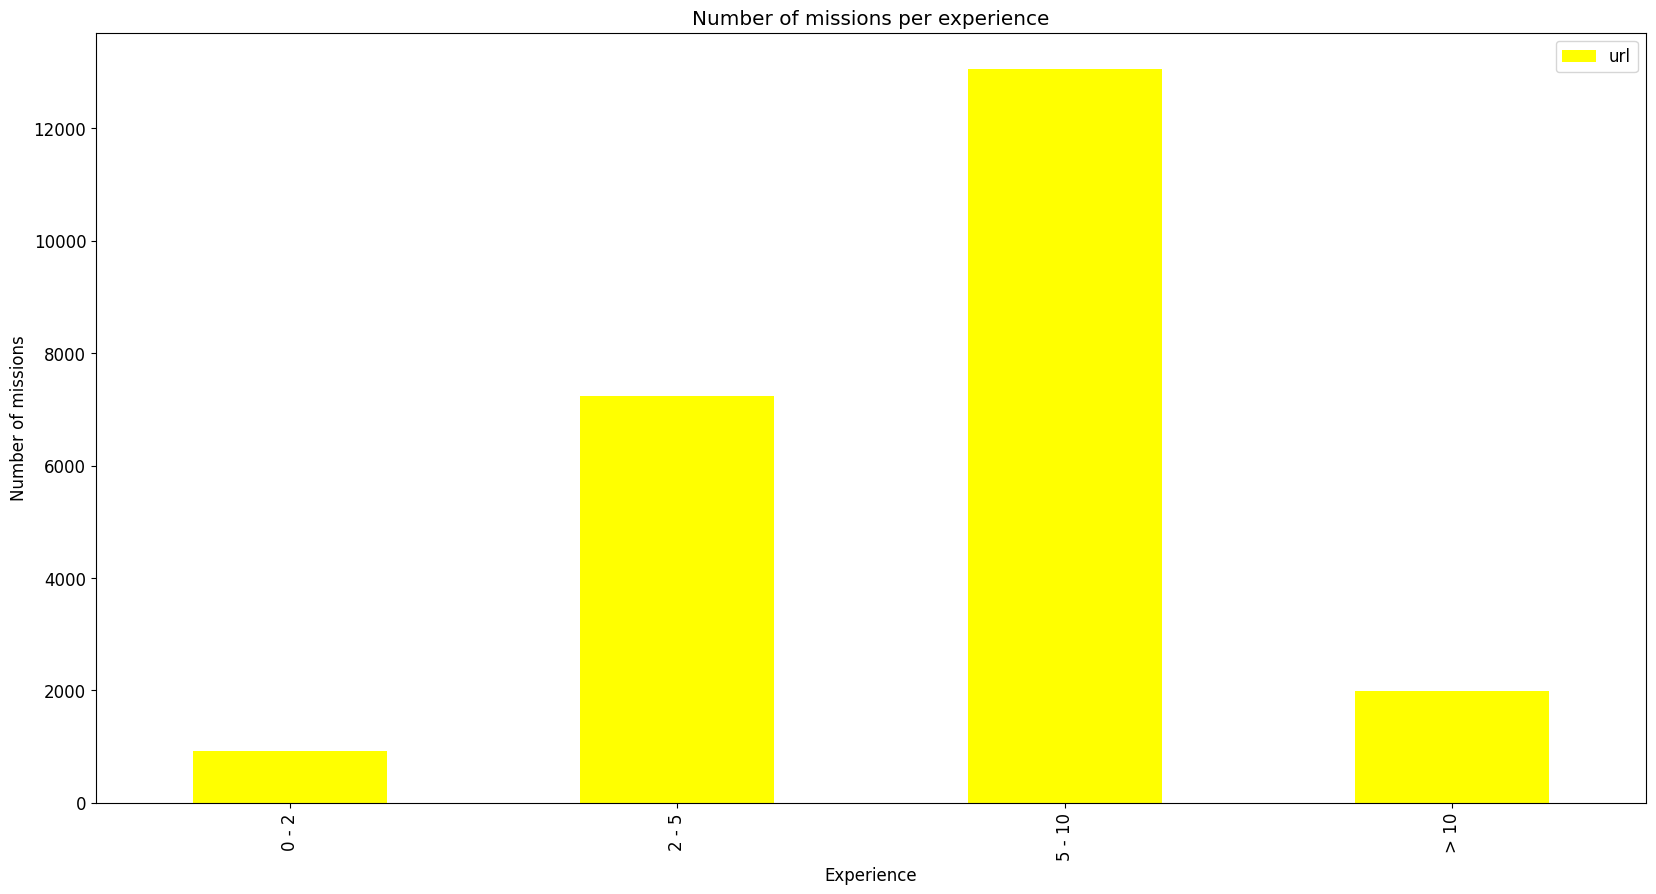 Number of missions per experience
url
Number of missions
12000
10000
8000
6000
4000
2000
0
0 - 2
2 - 5
5 - 10
> 10
Experience